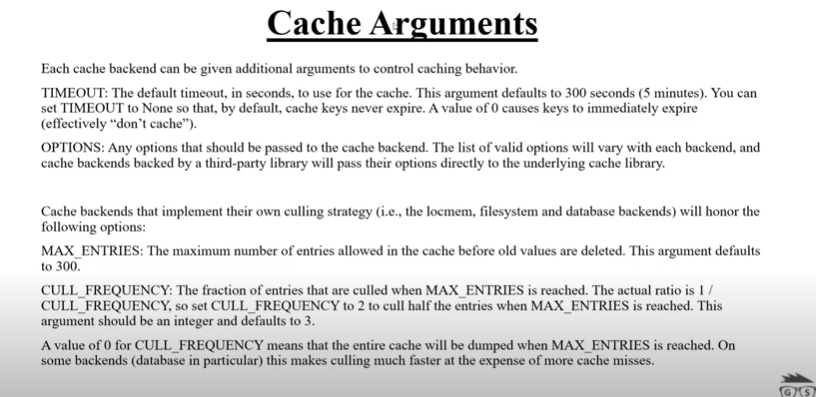 Cache Arguments
Each cache backend can be given additional arguments to control caching behavior.
TIMEOUT: The default timeout, in seconds, to use for the cache. This argument defaults to 300 seconds (5 minutes). You can
set TIMEOUT to None so that, by default, cache keys never expire. A value of 0 causes keys to immediately expire
(effectively “don’t cache”).
OPTIONS: Any options that should be passed to the cache backend. The list of valid options will vary with each backend, and
cache backends backed by a third-party library will pass their options directly to the underlying cache library.
Cache backends that implement their own culling strategy (i.e., the locmem, filesystem and database backends) will honor the
following options:
MAX_ENTRIES: The maximum number of entries allowed in the cache before old values are deleted. This argument defaults
to 300.
CULL_FREQUENCY: The fraction of entries that are culled when MAX_ENTRIES is reached. The actual ratio is 1 /
CULL_FREQUENCY, so set CULL_FREQUENCY to 2 to cull half the entries when MAX_ENTRIES is reached. This
argument should be an integer and defaults to 3.
A value of 0 for CULL_FREQUENCY means that the entire cache will be dumped when MAX_ENTRIES is reached. On
some backends (database in particular) this makes culling much faster at the expense of more cache misses.
G S